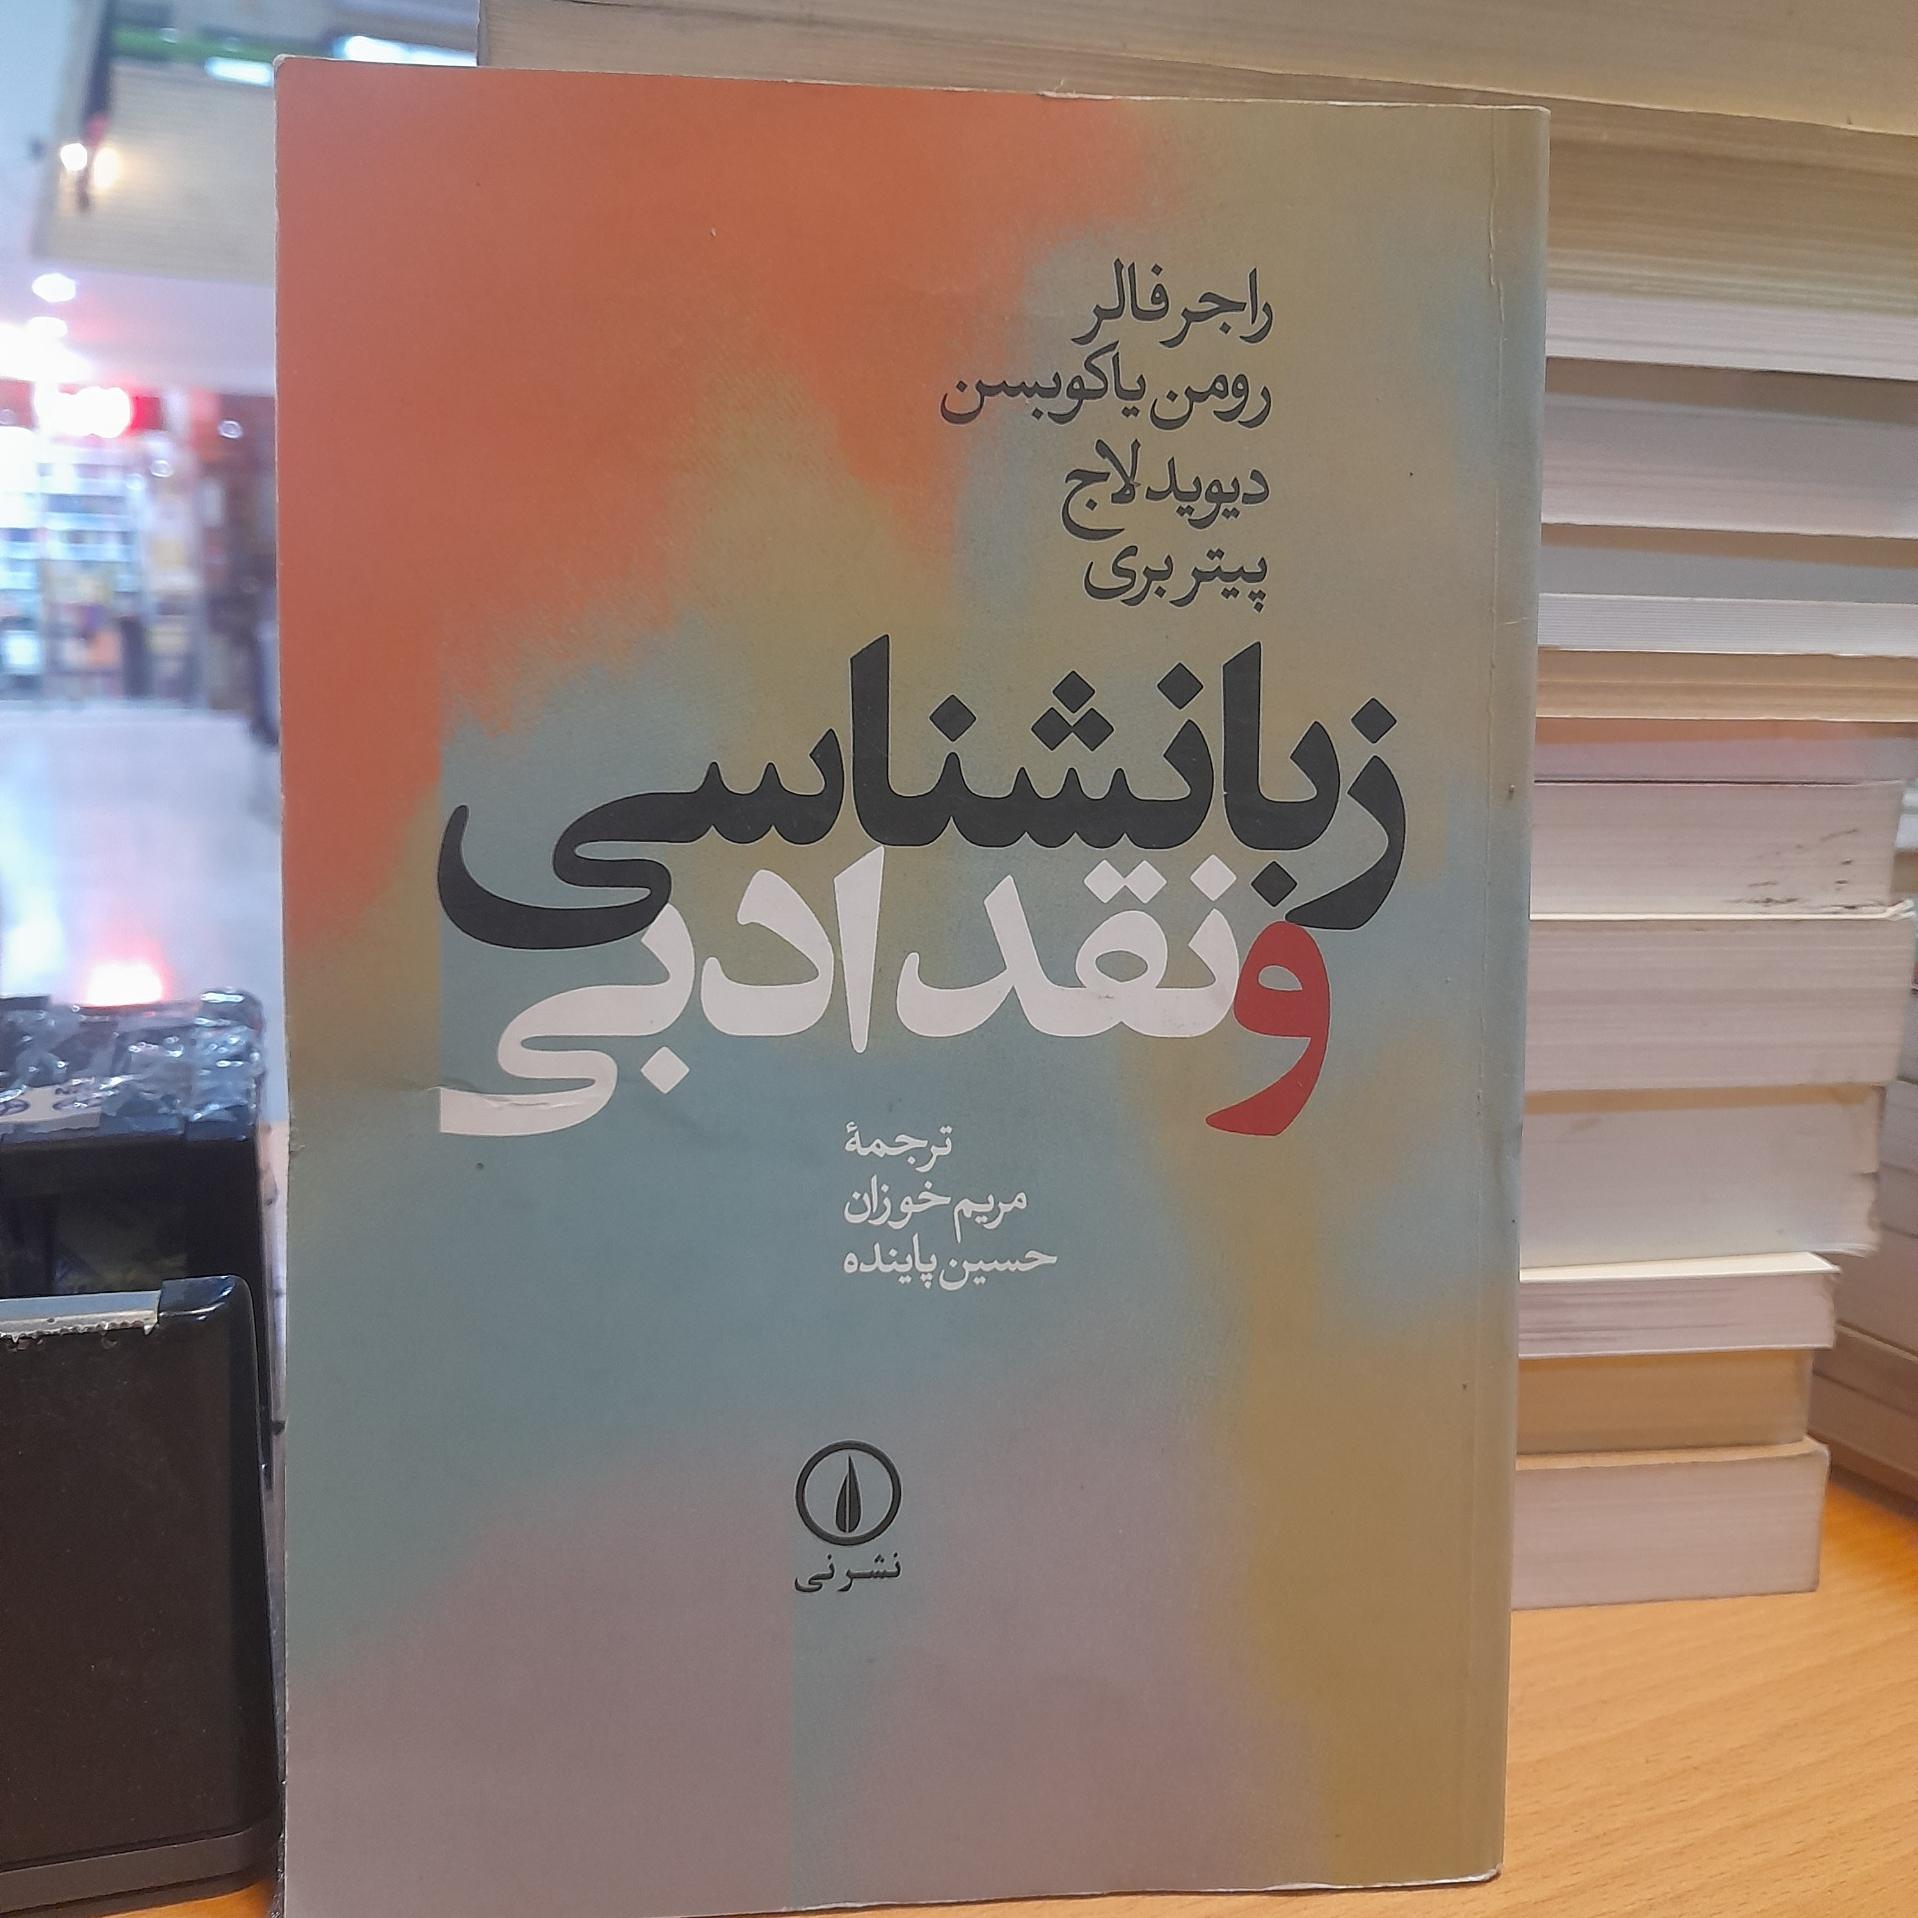 راجر فالر
رومن یاکوبسن
دیوید لاج
پیتر بری
زبانشناسی
و نقد ادبی
ترجمهٔ
مریم خوزان
حسین پاینده
نشر نی